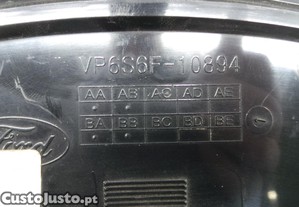 VP6S6F-10894
AA AB AC AD AE
BA BB BC BD BE
Ford
CustoJusto.pt